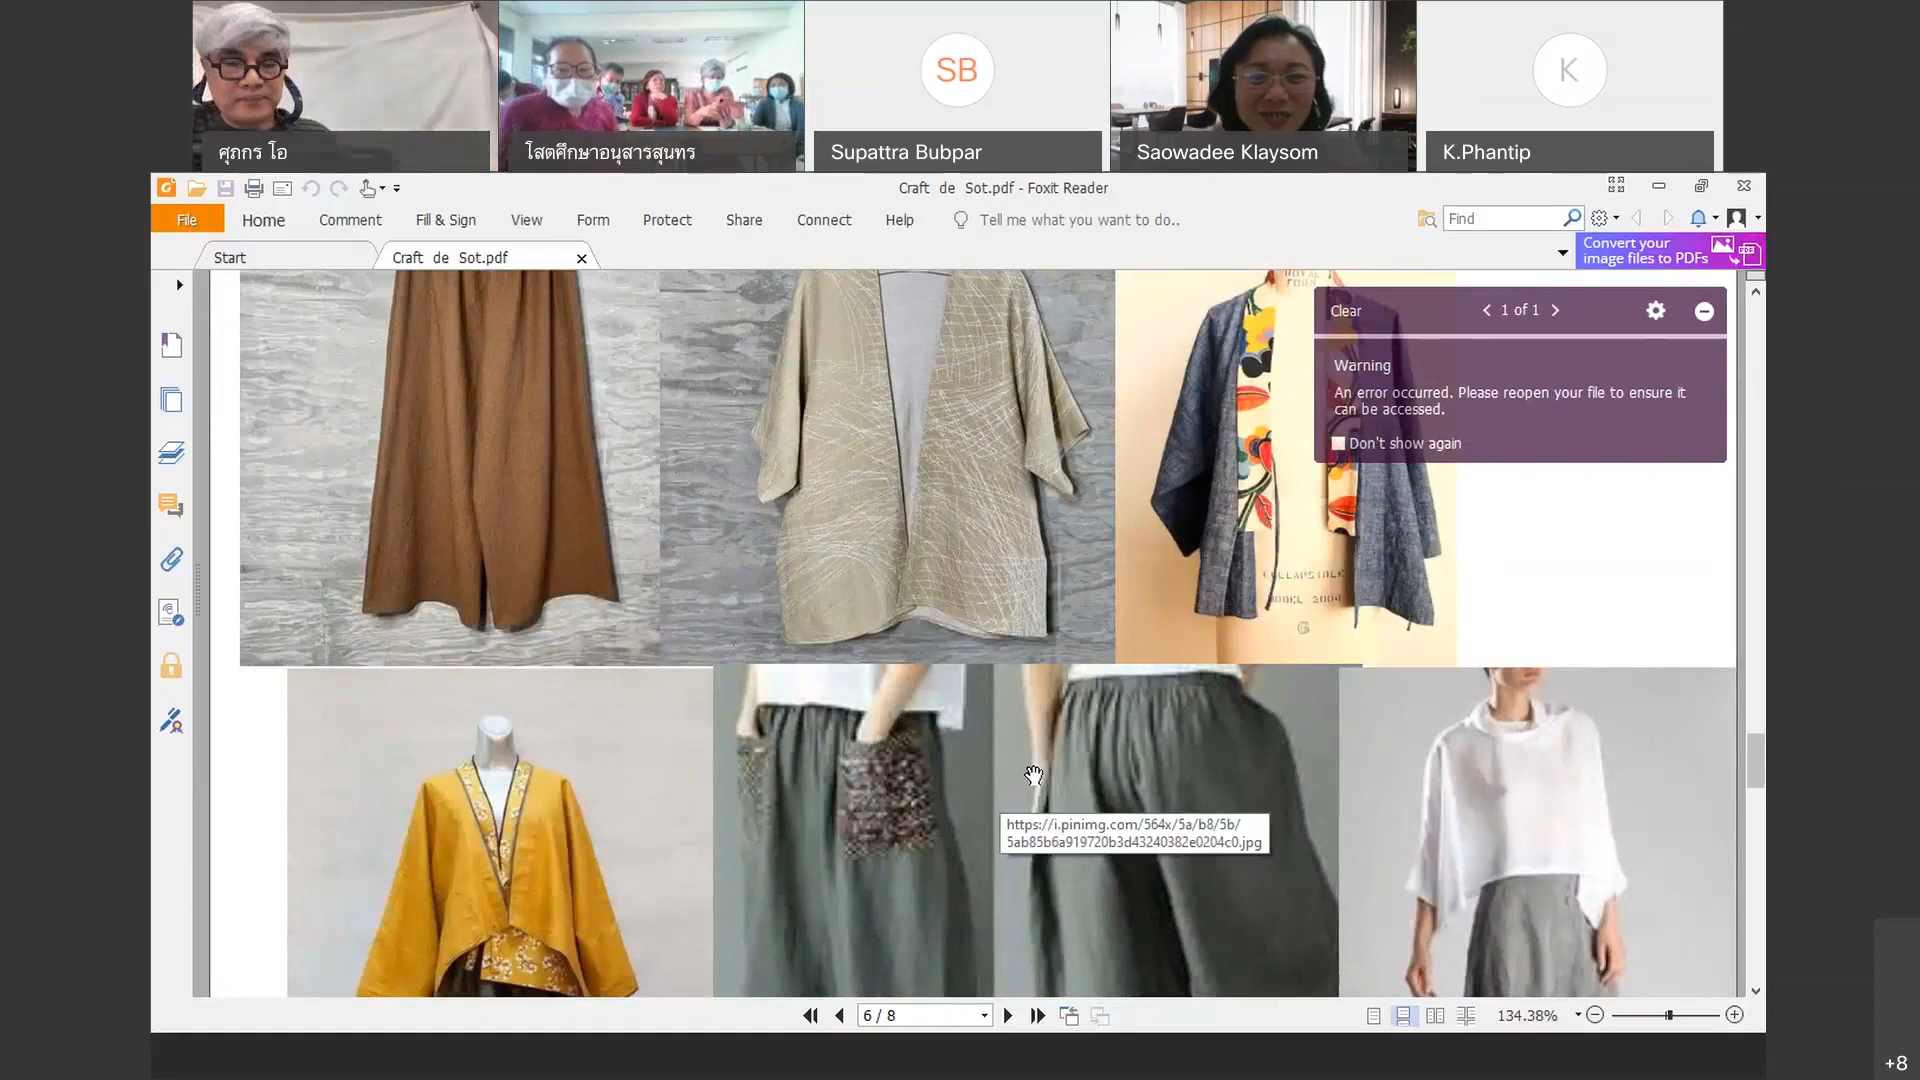 SB
K
ศุภกร โอ
โสตศึกษาอนุสารสุนทร
Supattra Bubpar
Saowadee Klaysom
K.Phantip
Craft de Sot.pdf - Foxit Reader
File
Home
Comment
Fill & Sign
View
Form
Protect
Share
Connect
Help
Tell me what you want to do..
Find
Start
Craft de Sot.pdf
Convert your
image files to PDFs
Clear
1 of 1
Warning
An error occurred. Please reopen your file to ensure it
can be accessed.
Don't show again
COLLAPSIBLE
MODEL 2004
6
https://i.pinimg.com/564x/5a/b8/5b/
5ab85b6a919720b3d43240382e0204c0.jpg
6 / 8
134.38%
+8